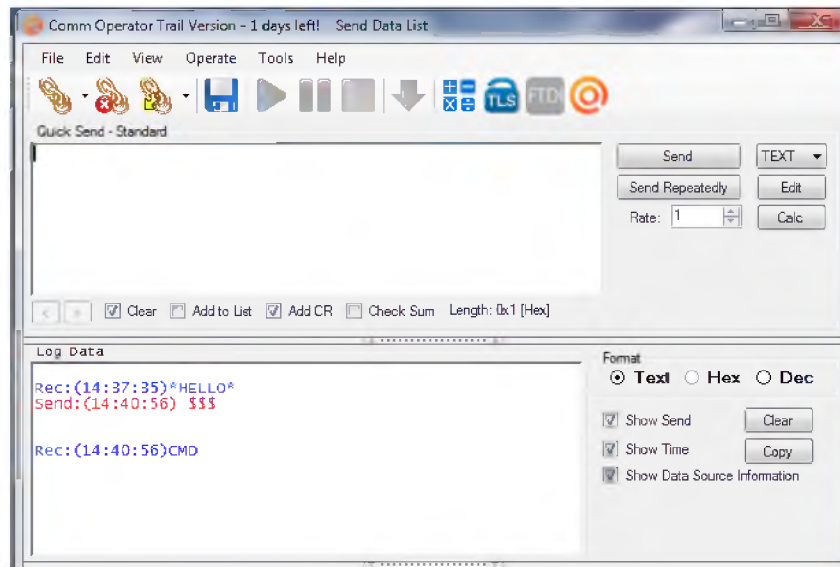 Comm Operator Trail Version - 1 days left! Send Data List
File Edit View Operate Tools Help
TLS FTDI
Quick Send - Standard
Send TEXT
Send Repeatedly Edit
Rate: 1 Calc
< > Clear Add to List Add CR Check Sum Length: 0x1 [Hex]
Log Data
Format
Text Hex Dec
Rec:(14:37:35)*HELLO*
Send:(14:40:56) $$$
Show Send Clear
Rec:(14:40:56)CMD
Show Time Copy
Show Data Source Information